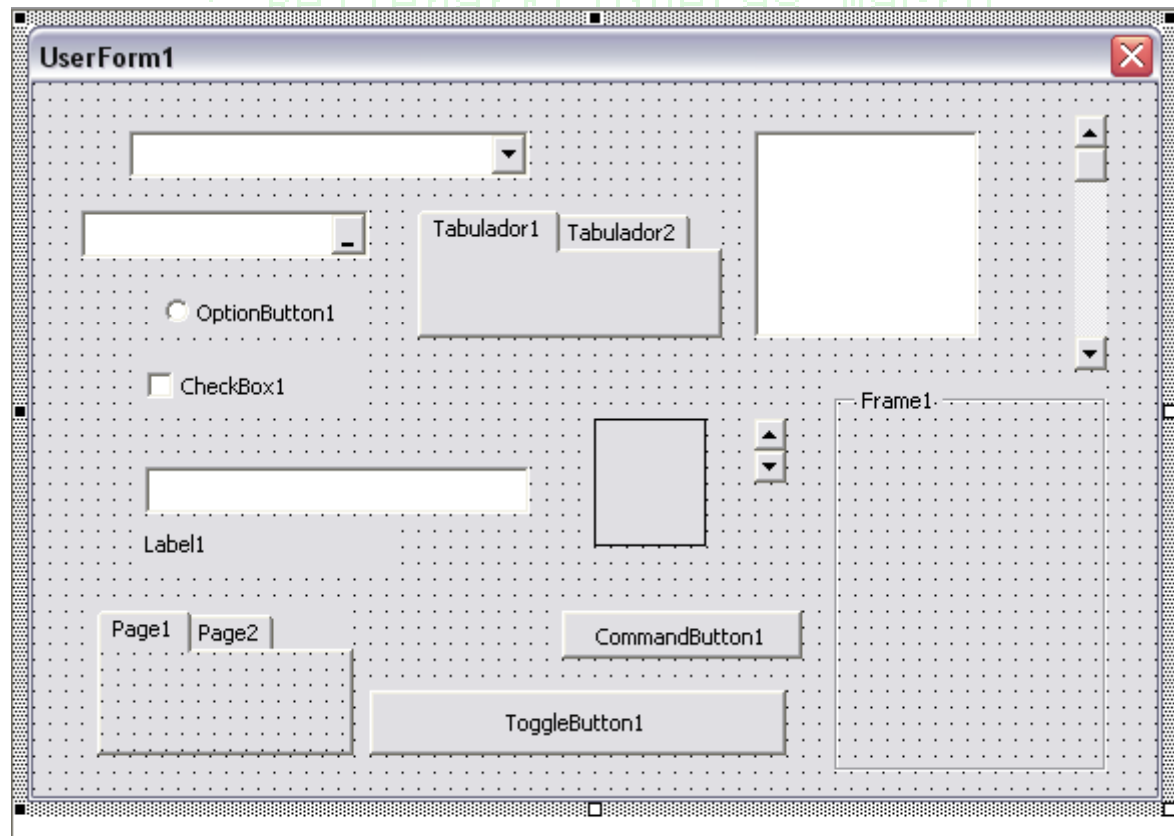 UserForm1
Tabulador1
Tabulador2
OptionButton1
CheckBox1
Frame1
Label1
Page1
Page2
CommandButton1
ToggleButton1